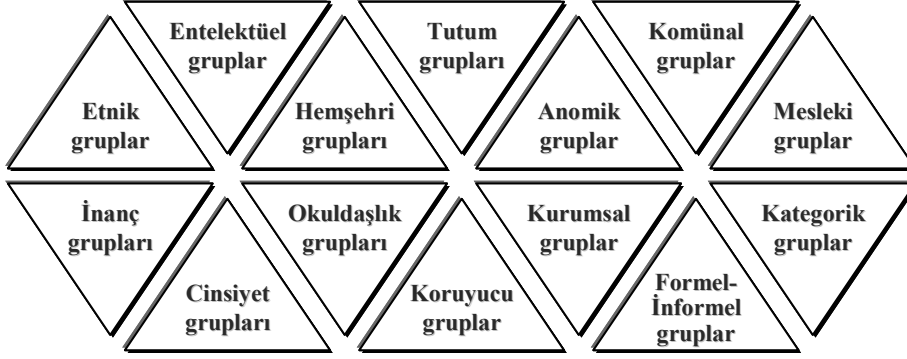 Entelektüel
gruplar
Tutum
grupları
Komünal
gruplar
Etnik
gruplar
Hemşehri
grupları
Anomik
gruplar
Mesleki
gruplar
İnanç
grupları
Okuldaşlık
grupları
Kurumsal
gruplar
Kategorik
gruplar
Cinsiyet
grupları
Koruyucu
gruplar
Formel-
İnformel
gruplar